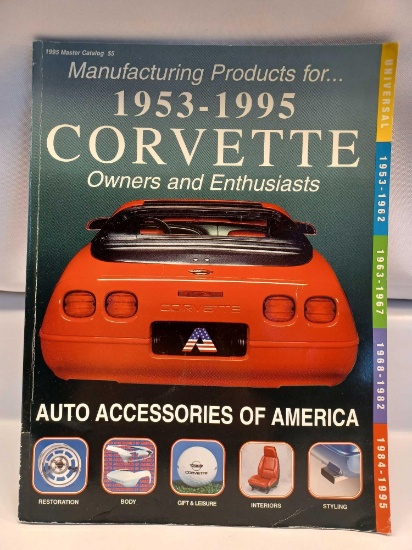 1995 Master Catalog $5
Manufacturing Products for...
1953-1995
CORVETTE
Owners and Enthusiasts
CORVETTE
AUTO ACCESSORIES OF AMERICA
RESTORATION
BODY
GIFT & LEISURE
INTERIORS
STYLING
UNIVERSAL
1953-1962
1963-1967
1968-1982
1984-1995